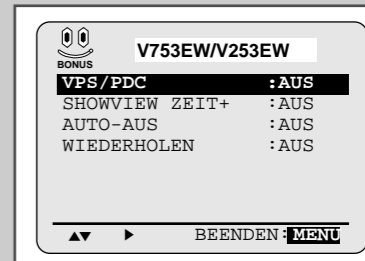 BONUS
V753EW/V253EW
VPS/PDC :AUS
SHOWVIEW ZEIT+ :AUS
AUTO-AUS :AUS
WIEDERHOLEN :AUS
▲▼ ▶ BEENDEN:MENU